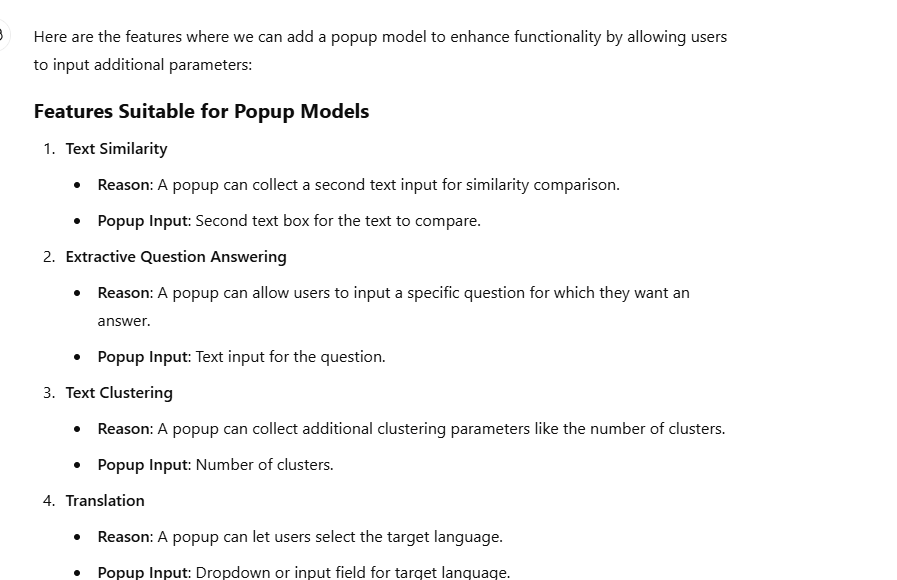 Here are the features where we can add a popup model to enhance functionality by allowing users
to input additional parameters:
Features Suitable for Popup Models
1. Text Similarity
• Reason: A popup can collect a second text input for similarity comparison.
• Popup Input: Second text box for the text to compare.
2. Extractive Question Answering
• Reason: A popup can allow users to input a specific question for which they want an
answer.
• Popup Input: Text input for the question.
3. Text Clustering
• Reason: A popup can collect additional clustering parameters like the number of clusters.
• Popup Input: Number of clusters.
4. Translation
• Reason: A popup can let users select the target language.
• Popup Input: Dropdown or input field for target language.